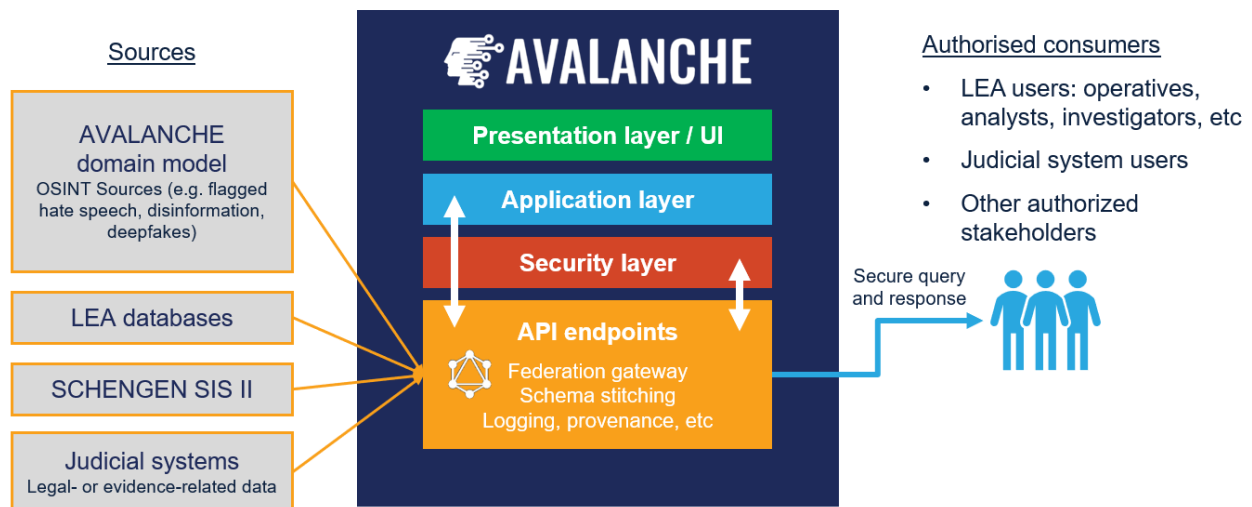 Sources
AVALANCHE
domain model
OSINT Sources (e.g. flagged
hate speech, disinformation,
deepfakes)
LEA databases
SCHENGEN SIS II
Judicial systems
Legal- or evidence-related data
AVALANCHE
Presentation layer / UI
Application layer
Security layer
API endpoints
Federation gateway
Schema stitching
Logging, provenance, etc
Authorised consumers
• LEA users: operatives,
analysts, investigators, etc
• Judicial system users
• Other authorized
stakeholders
Secure query
and response